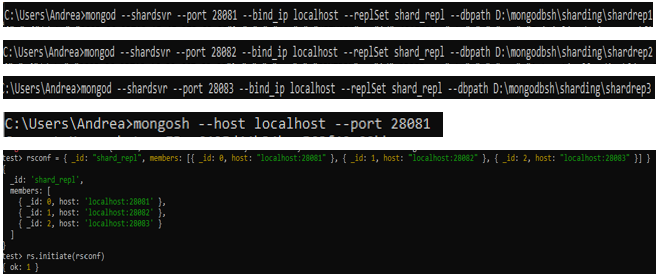 C:\Users\Andrea>mongod --shardsvr --port 28081 --bind_ip localhost --replSet shard_repl --dbpath D:\mongodbsh\sharding\shardrep1
C:\Users\Andrea>mongod --shardsvr --port 28082 --bind_ip localhost --replSet shard_repl --dbpath D:\mongodbsh\sharding\shardrep2
C:\Users\Andrea>mongod --shardsvr --port 28083 --bind_ip localhost --replSet shard_repl --dbpath D:\mongodbsh\sharding\shardrep3
C:\Users\Andrea>mongosh --host localhost --port 28081
test> rsconf = { _id: "shard_repl", members: [{ _id: 0, host: "localhost:28081" }, { _id: 1, host: "localhost:28082" }, { _id: 2, host: "localhost:28083" }] }
{
_id: 'shard_repl',
members: [
{ _id: 0, host: 'localhost:28081' },
{ _id: 1, host: 'localhost:28082' },
{ _id: 2, host: 'localhost:28083' }
]
}
test> rs.initiate(rsconf)
{ ok: 1 }